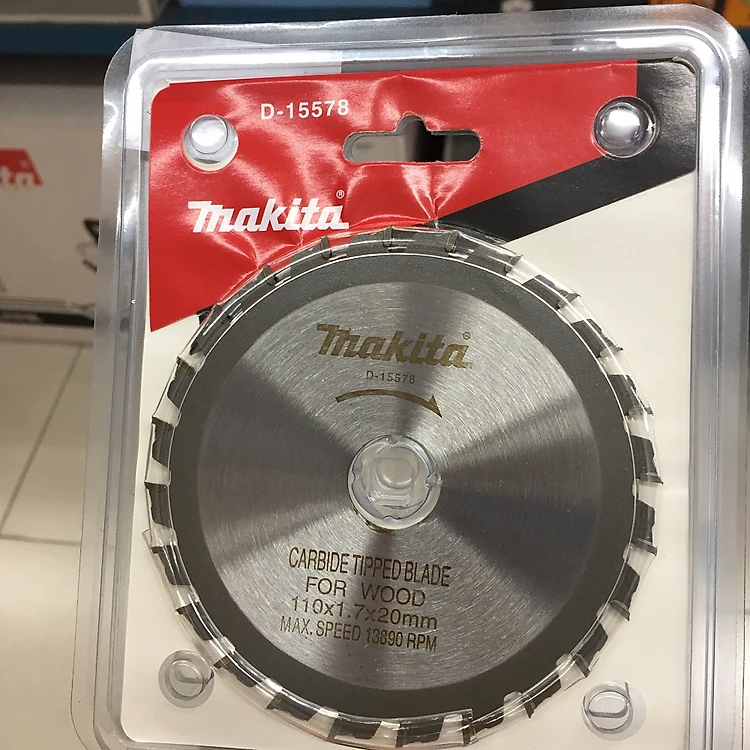 D-15578
makita®
makita®
D-15578
CARBIDE TIPPED BLADE
FOR WOOD
110x1.7x20mm
MAX. SPEED 13890 RPM